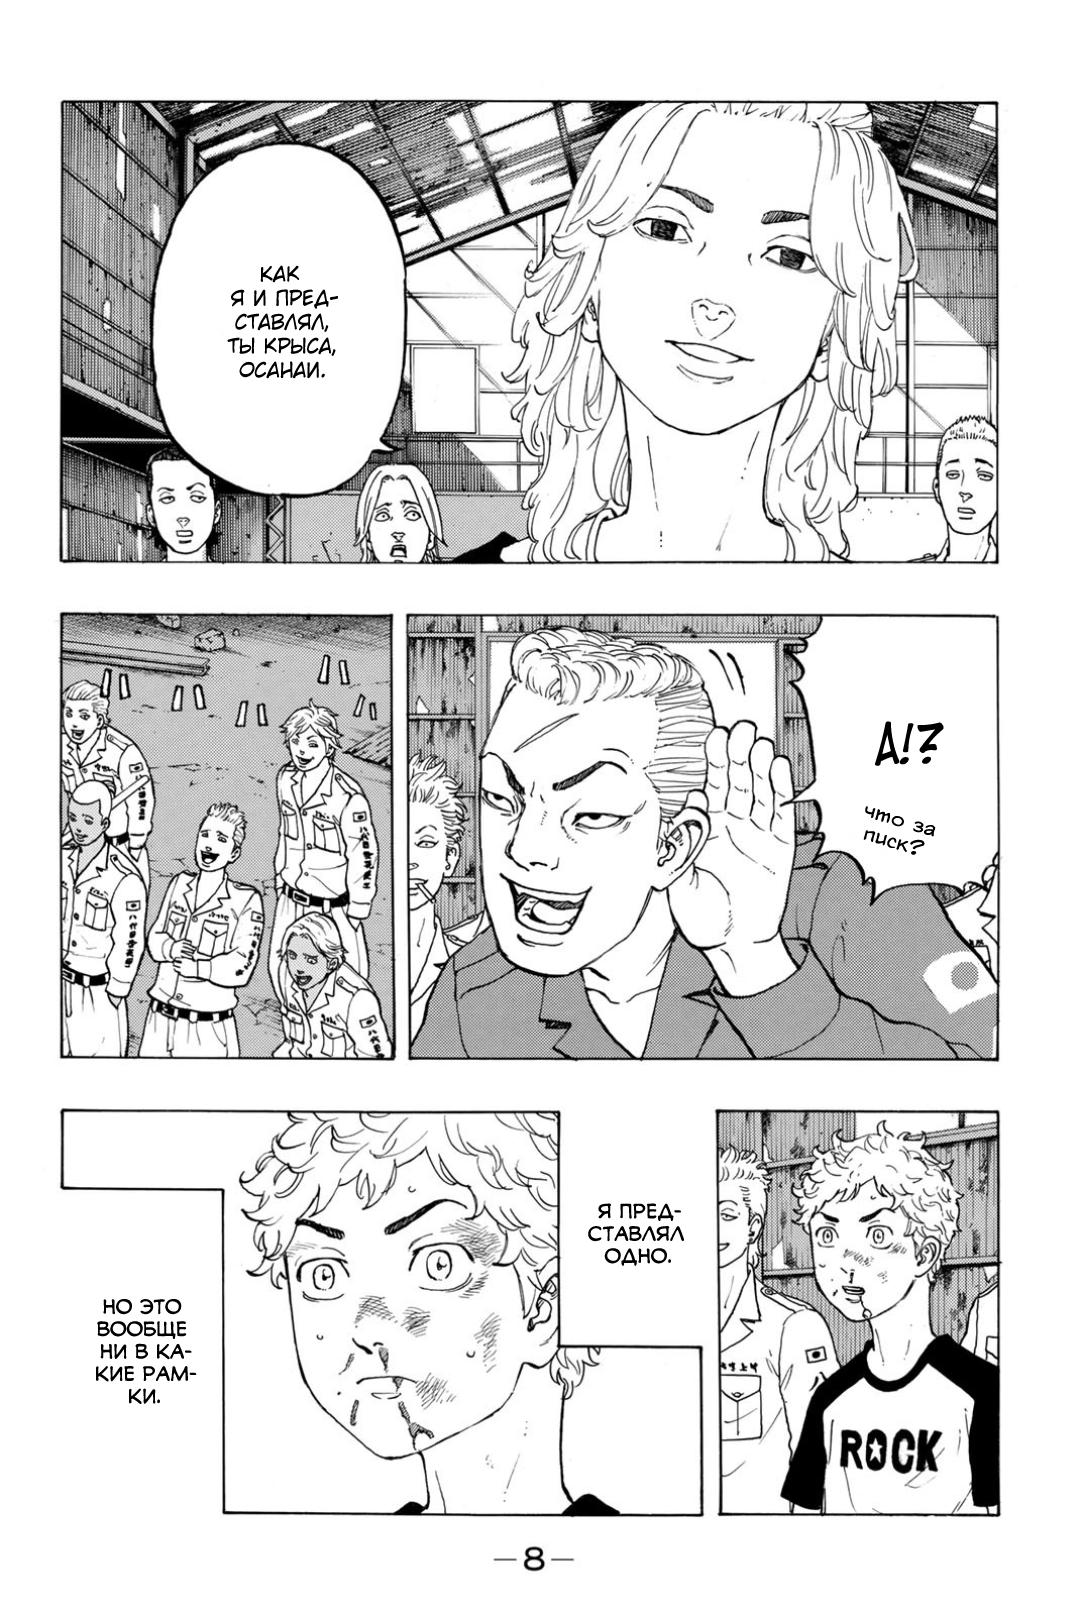 КАК
Я И ПРЕД-
СТАВЛЯЛ,
ТЫ КРЫСА,
ОСАНАИ.
А!?
что за
писк?
Я ПРЕД-
СТАВЛЯЛ
ОДНО.
ROCK
НО ЭТО
ВООБЩЕ
НИ В КА-
КИЕ РАМ-
КИ.
—8—